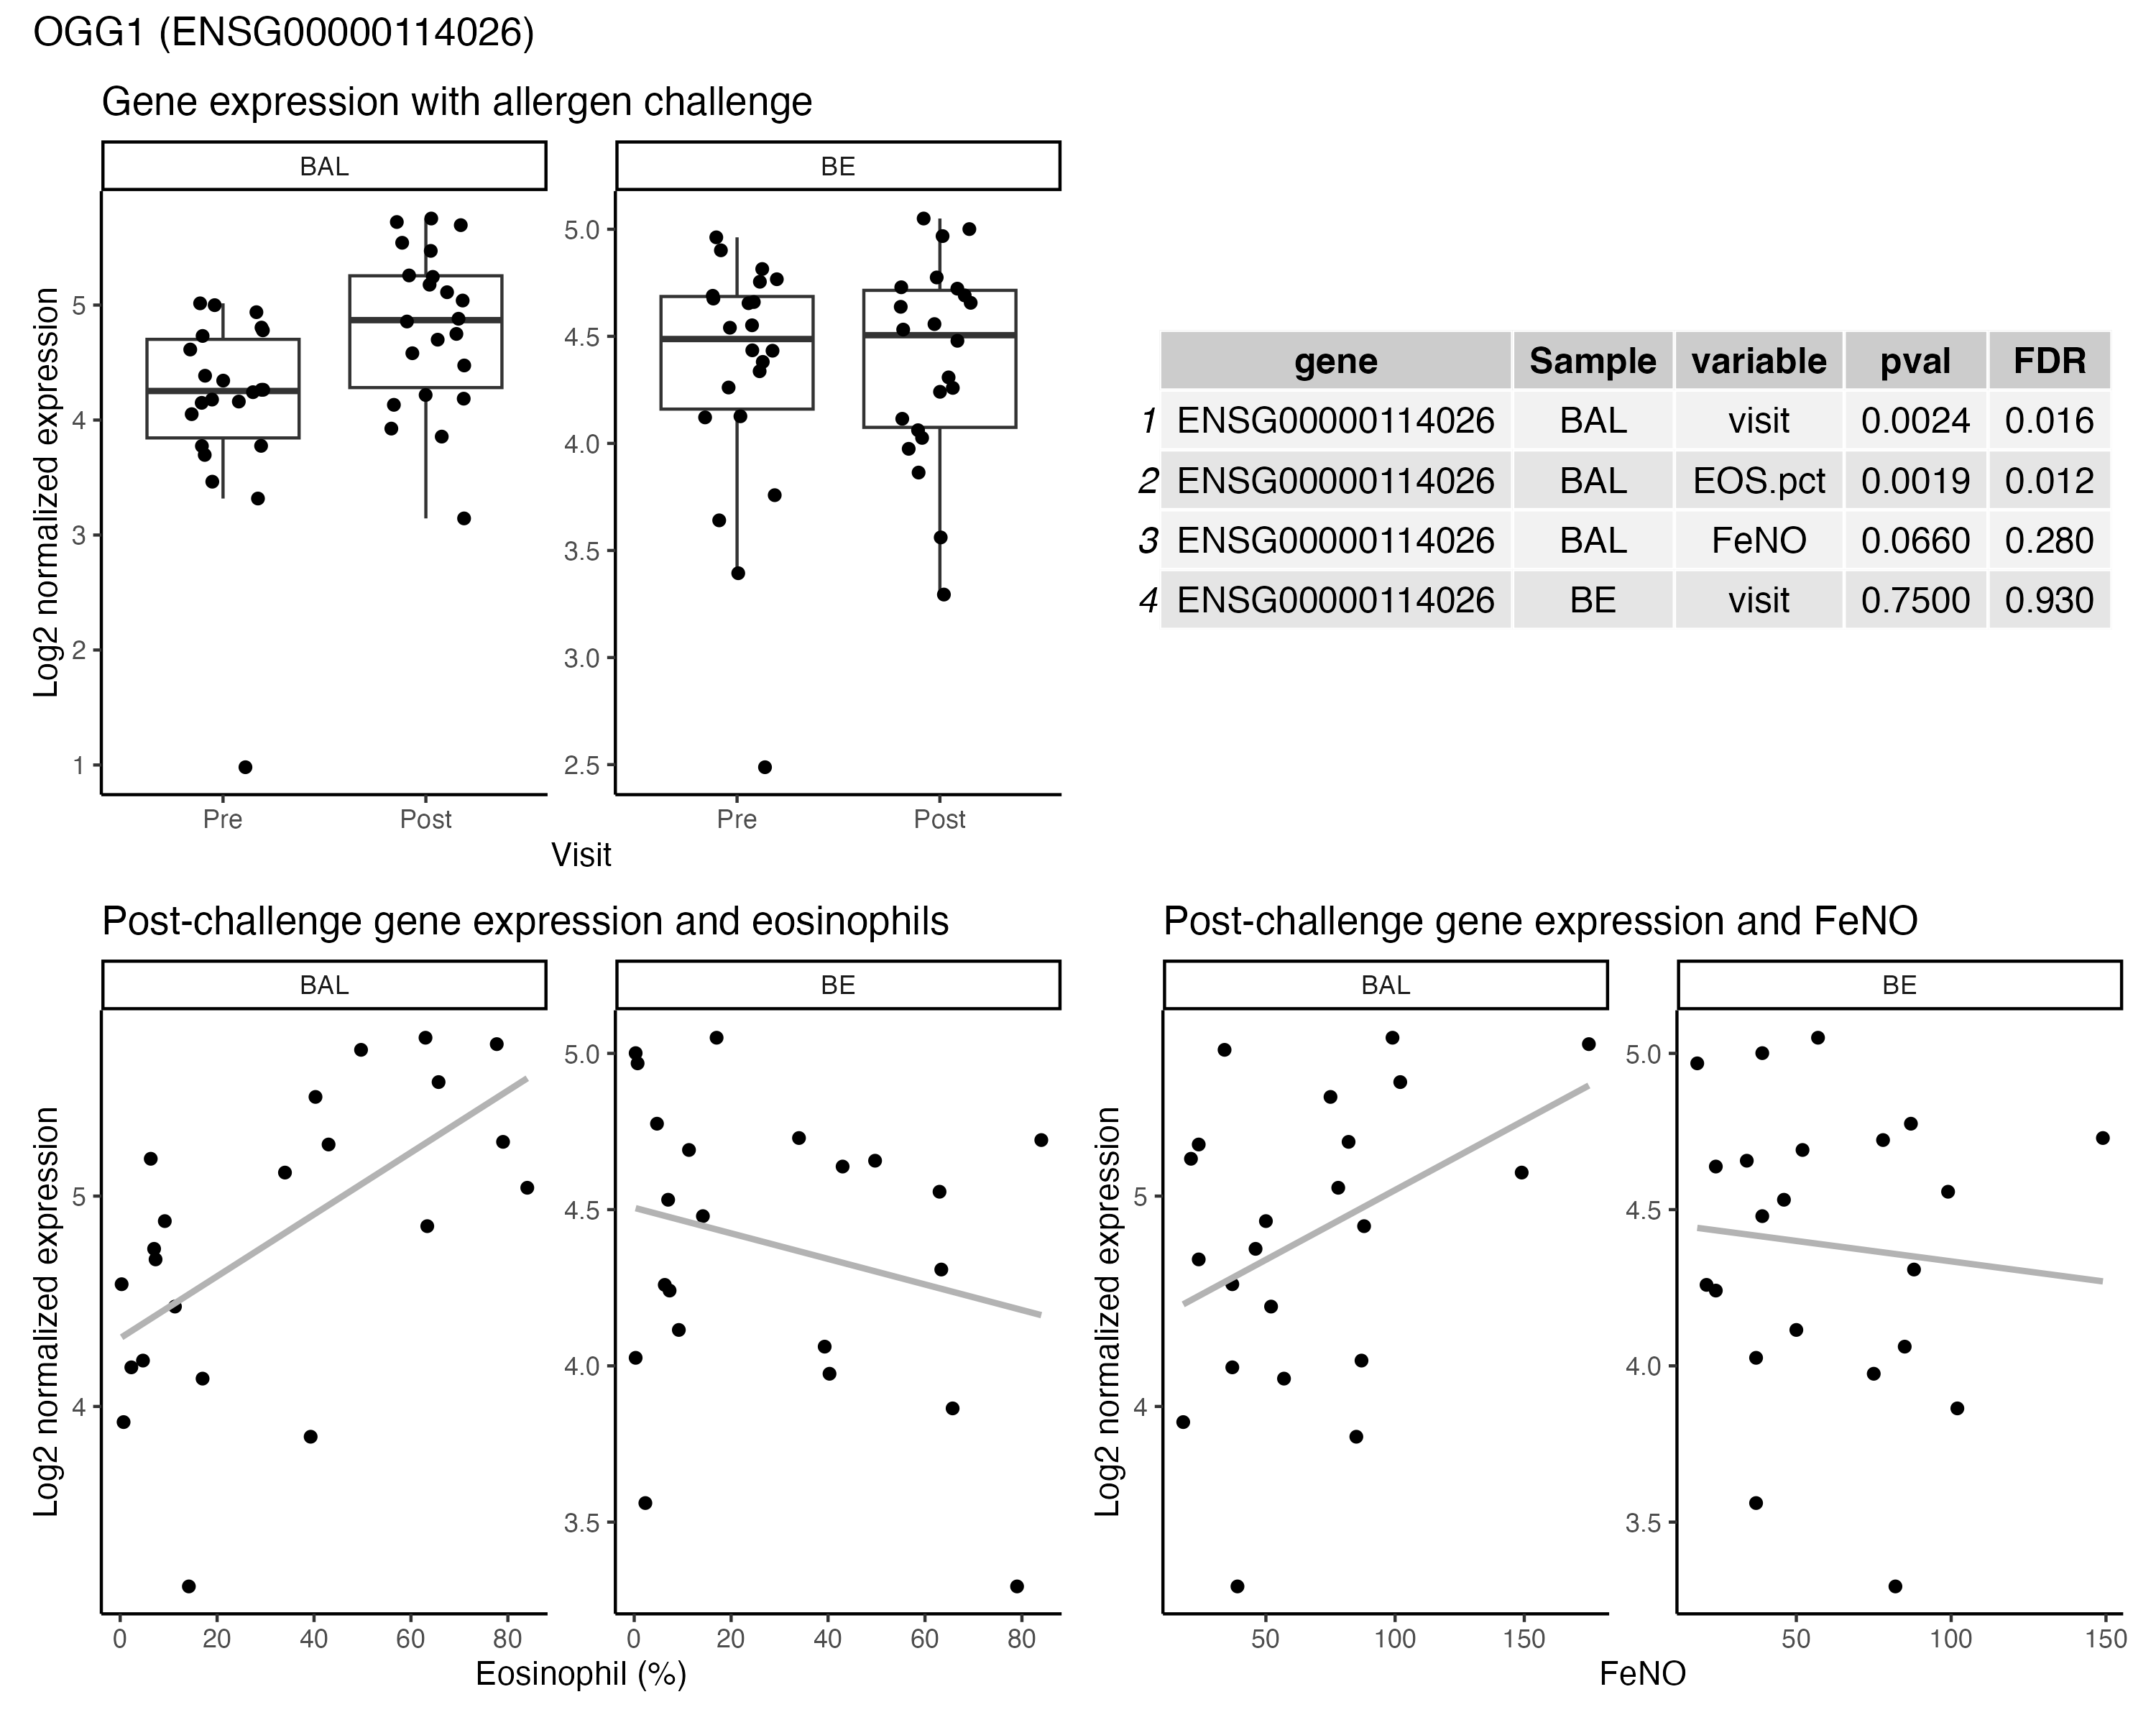 OGG1 (ENSG00000114026)
Gene expression with allergen challenge
BAL
BE
Log2 normalized expression
5
4
3
2
1
5.0
4.5
4.0
3.5
3.0
2.5
Pre
Post
Pre
Post
Visit
gene Sample variable pval FDR
1 ENSG00000114026 BAL visit 0.0024 0.016
2 ENSG00000114026 BAL EOS.pct 0.0019 0.012
3 ENSG00000114026 BAL FeNO 0.0660 0.280
4 ENSG00000114026 BE visit 0.7500 0.930
Post-challenge gene expression and eosinophils
BAL
BE
Log2 normalized expression
5
4
5.0
4.5
4.0
3.5
0 20 40 60 80
0 20 40 60 80
Eosinophil (%)
Post-challenge gene expression and FeNO
BAL
BE
Log2 normalized expression
5
4
5.0
4.5
4.0
3.5
50 100 150
50 100 150
FeNO